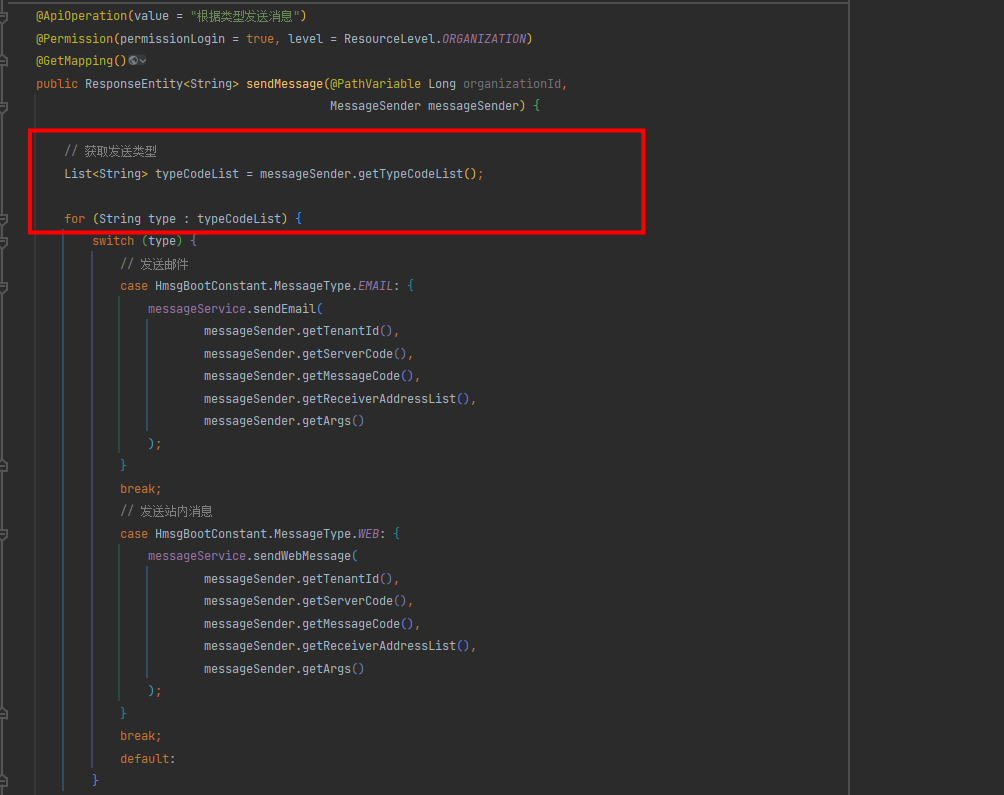 @ApiOperation(value = "根据类型发送消息")
@Permission(permissionLogin = true, level = ResourceLevel.ORGANIZATION)
@GetMapping()
public ResponseEntity<String> sendMessage(@PathVariable Long organizationId,
MessageSender messageSender) {
// 获取发送类型
List<String> typeCodeList = messageSender.getTypeCodeList();
for (String type : typeCodeList) {
switch (type) {
// 发送邮件
case HmsgBootConstant.MessageType.EMAIL: {
messageService.sendEmail(
messageSender.getTenantId(),
messageSender.getServerCode(),
messageSender.getMessageCode(),
messageSender.getReceiverAddressList(),
messageSender.getArgs()
);
}
break;
// 发送站内消息
case HmsgBootConstant.MessageType.WEB: {
messageService.sendWebMessage(
messageSender.getTenantId(),
messageSender.getServerCode(),
messageSender.getMessageCode(),
messageSender.getReceiverAddressList(),
messageSender.getArgs()
);
}
break;
default:
}